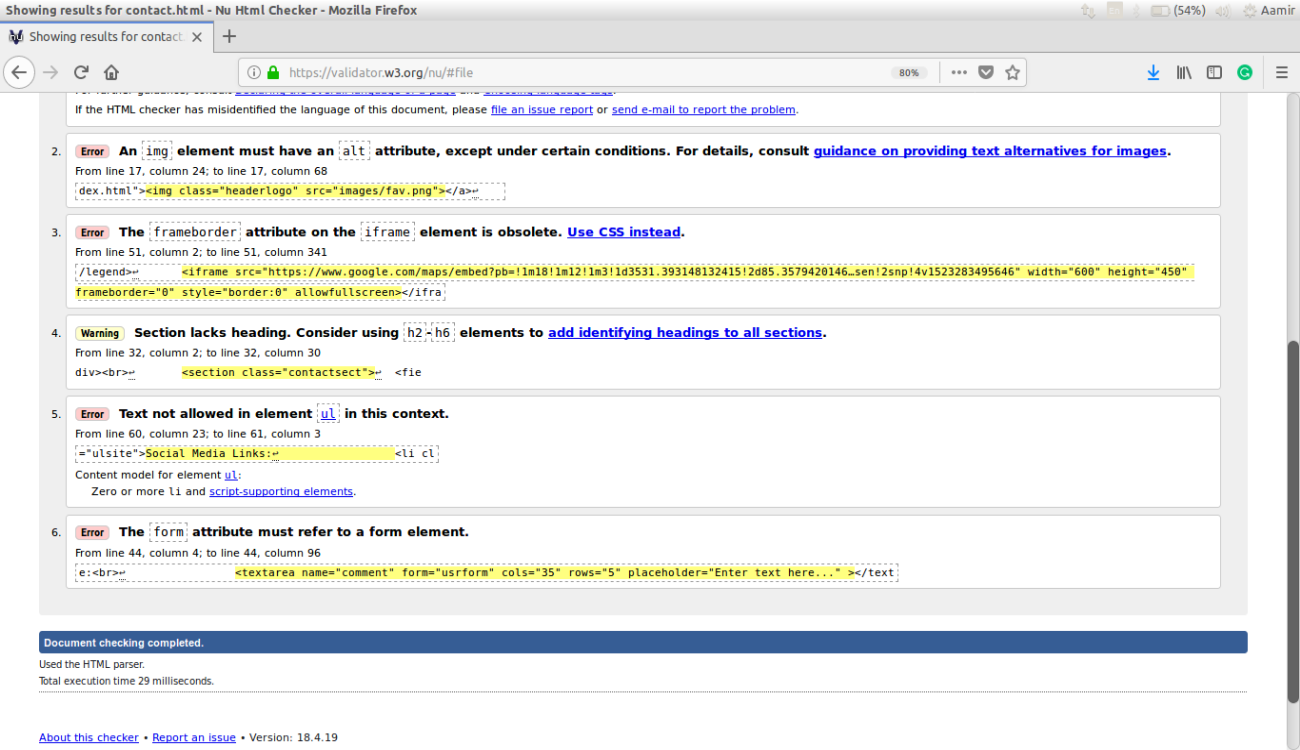 Showing results for contact.html - Nu Html Checker - Mozilla Firefox
(54%) Aamir
Showing results for contact
https://validator.w3.org/nu/#file 80%
If the HTML checker has misidentified the language of this document, please file an issue report or send e-mail to report the problem.
2. Error An img element must have an alt attribute, except under certain conditions. For details, consult guidance on providing text alternatives for images.
From line 17, column 24; to line 17, column 68
dex.html"><img class="headerlogo" src="images/fav.png"></a>↩
3. Error The frameborder attribute on the iframe element is obsolete. Use CSS instead.
From line 51, column 2; to line 51, column 341
/legend>↩ <iframe src="https://www.google.com/maps/embed?pb=!1m18!1m12!1m3!1d3531.393148132415!2d85.3579420146…sen!2snp!4v1523283495646" width="600" height="450"
frameborder="0" style="border:0" allowfullscreen></ifra
4. Warning Section lacks heading. Consider using h2-h6 elements to add identifying headings to all sections.
From line 32, column 2; to line 32, column 30
div><br>↩ <section class="contactsect">↩ <fie
5. Error Text not allowed in element ul in this context.
From line 60, column 23; to line 61, column 3
="ulsite">Social Media Links:↩ <li cl
Content model for element ul:
Zero or more li and script-supporting elements.
6. Error The form attribute must refer to a form element.
From line 44, column 4; to line 44, column 96
e:<br>↩ <textarea name="comment" form="usrform" cols="35" rows="5" placeholder="Enter text here..." ></text
Document checking completed.
Used the HTML parser.
Total execution time 29 milliseconds.
About this checker • Report an issue • Version: 18.4.19